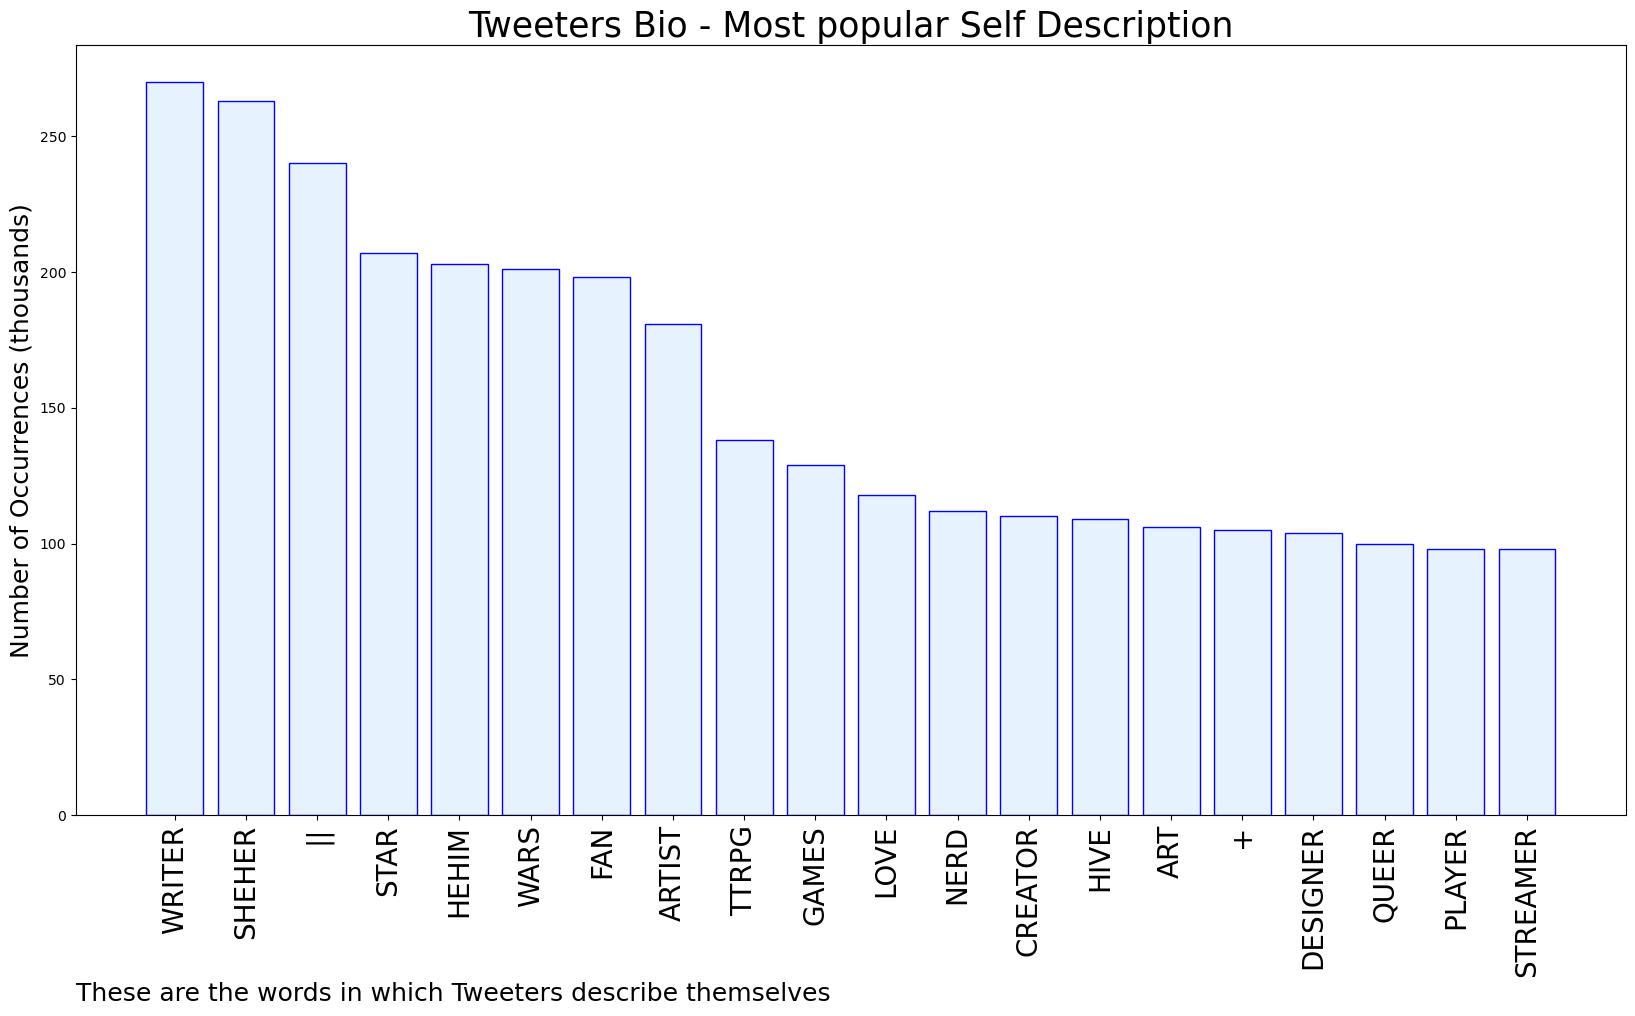 Tweeters Bio - Most popular Self Description
Number of Occurrences (thousands)
250
200
150
100
50
0
WRITER
SHEHER
||
STAR
HEHIM
WARS
FAN
ARTIST
TTRPG
GAMES
LOVE
NERD
CREATOR
HIVE
ART
+
DESIGNER
QUEER
PLAYER
STREAMER
These are the words in which Tweeters describe themselves